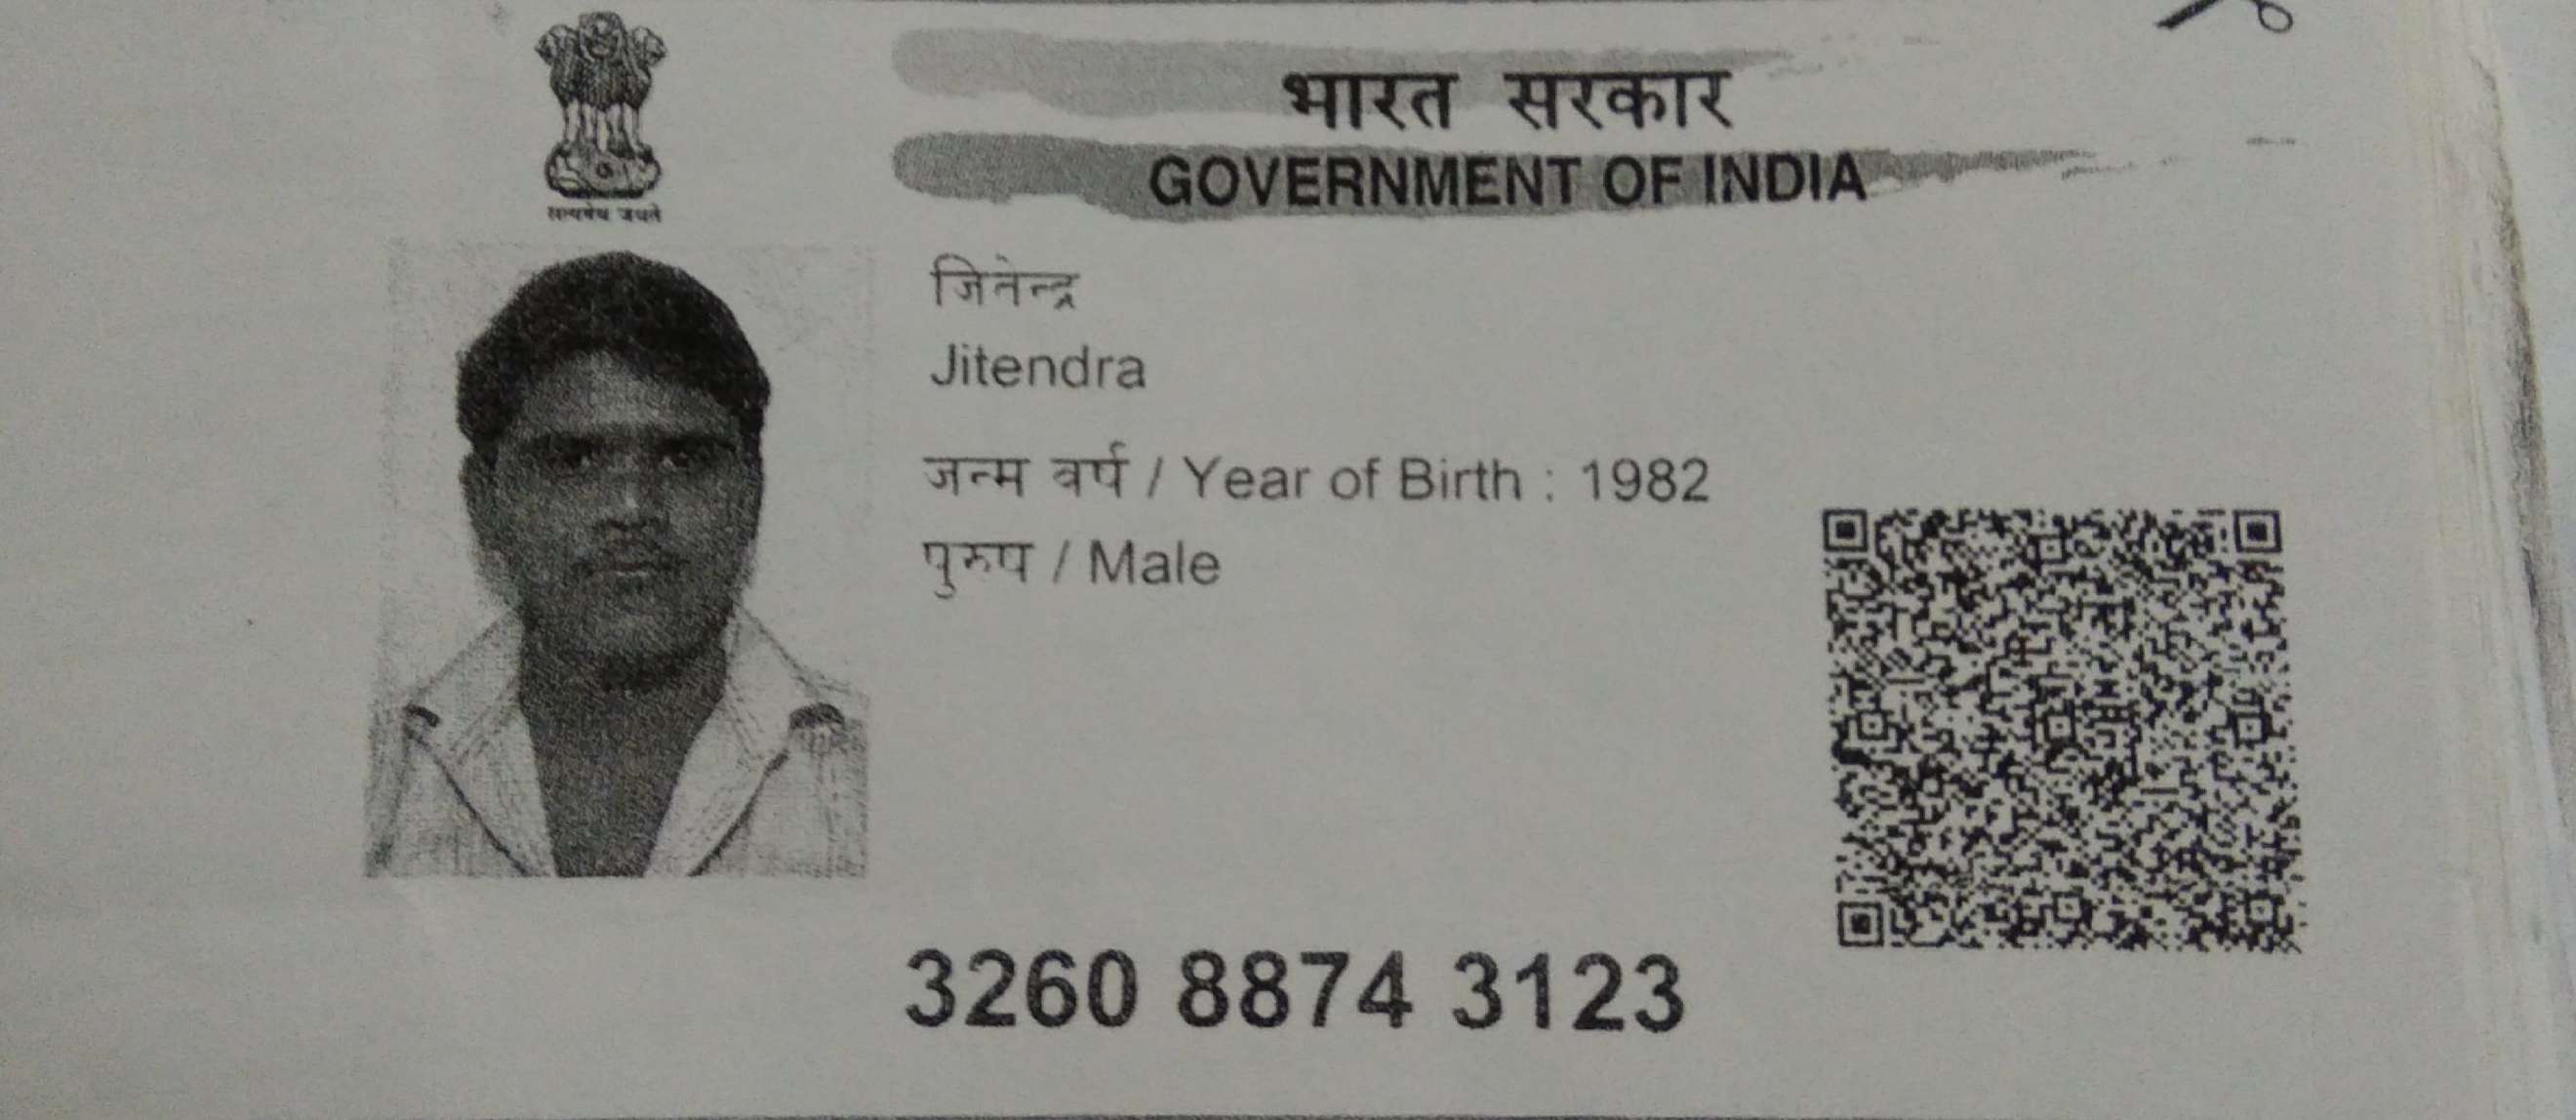 भारत सरकार
GOVERNMENT OF INDIA
सत्यमेव जयते
जितेन्द्र
Jitendra
जन्म वर्ष / Year of Birth : 1982
पुरुष / Male
3260 8874 3123